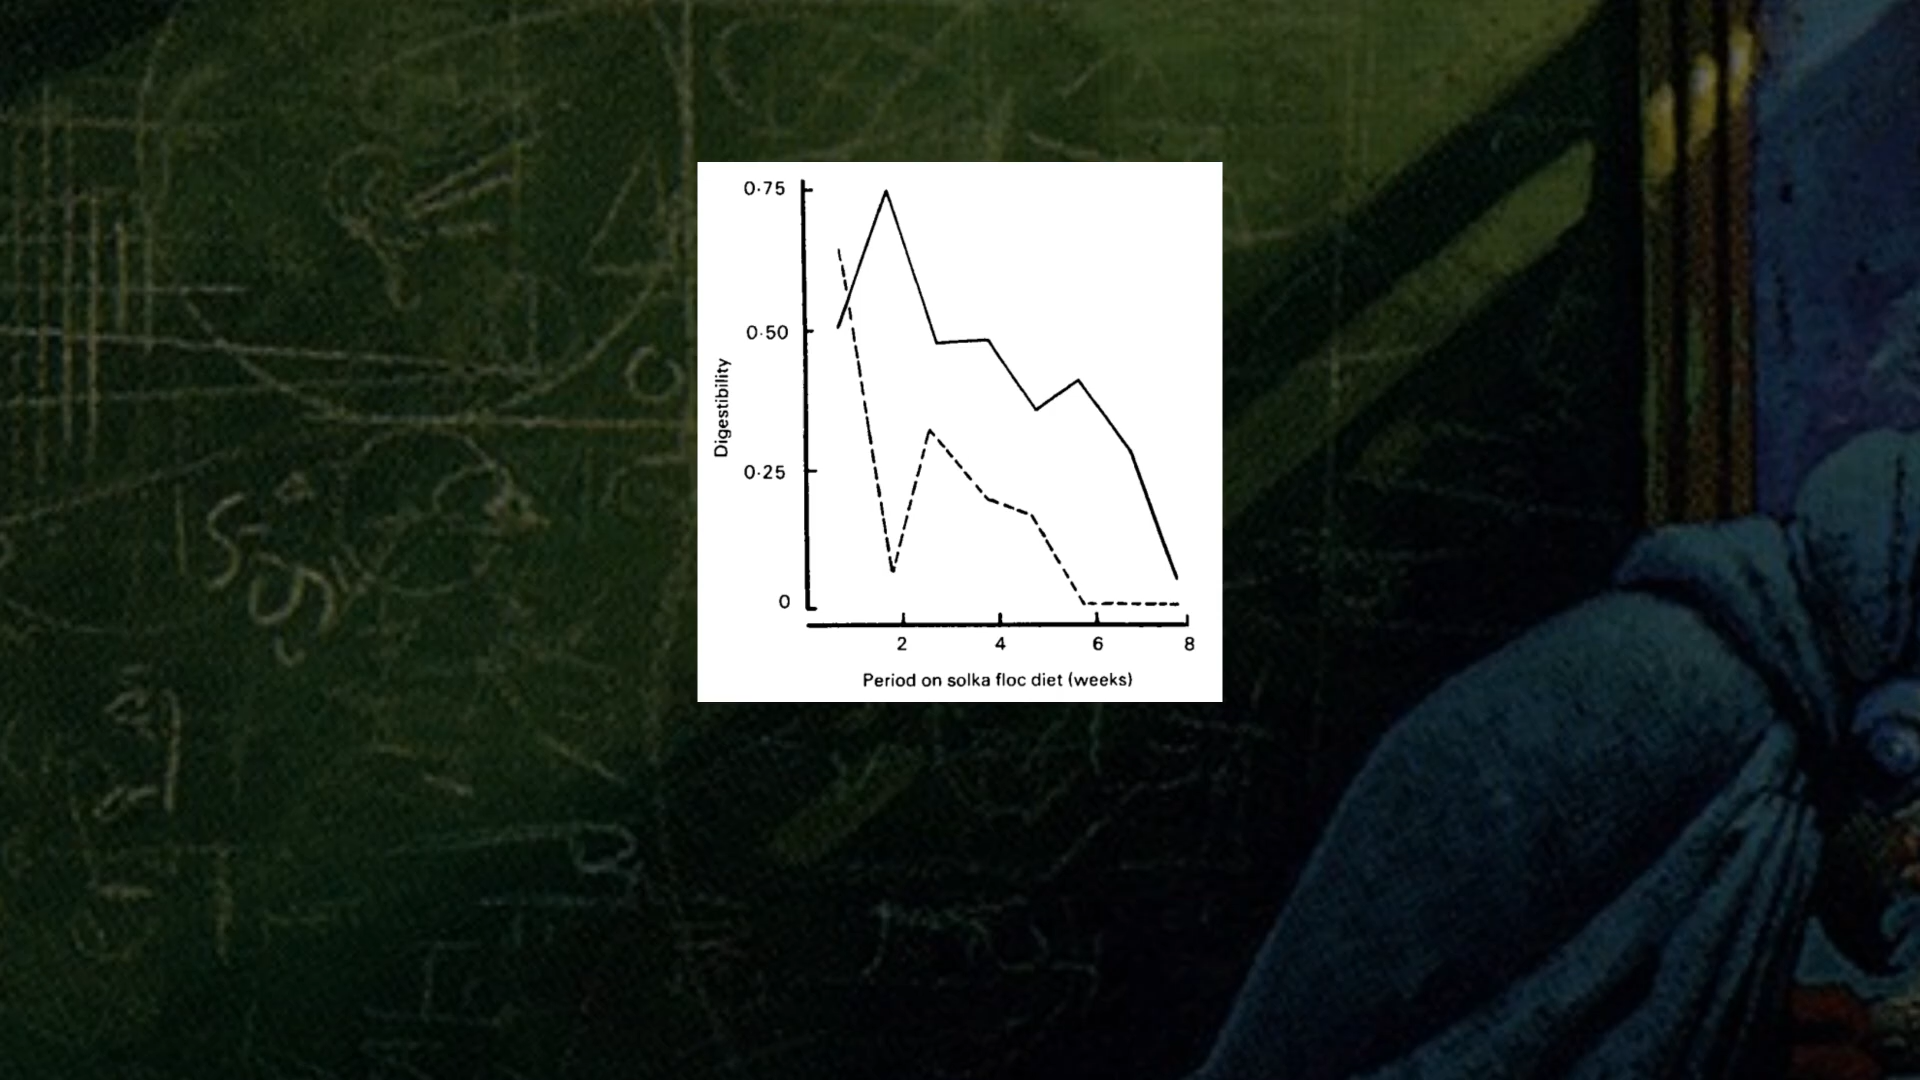 0·75
0·50
0·25
0
Digestibility
2 4 6 8
Period on solka floc diet (weeks)